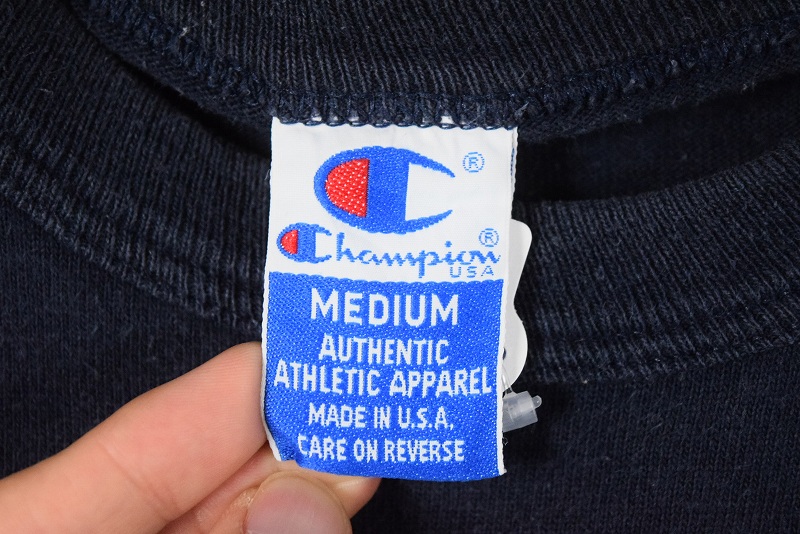 ®
Champion®
USA
MEDIUM
AUTHENTIC
ATHLETIC APPAREL
MADE IN U.S.A.
CARE ON REVERSE